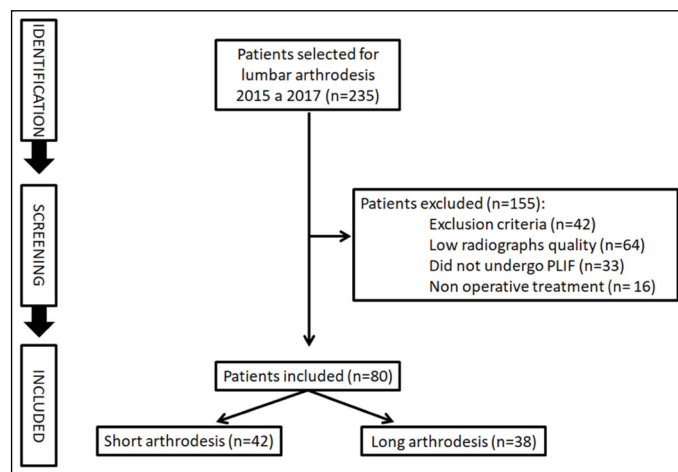 IDENTIFICATION
Patients selected for
lumbar arthrodesis
2015 a 2017 (n=235)
SCREENING
Patients excluded (n=155):
Exclusion criteria (n=42)
Low radiographs quality (n=64)
Did not undergo PLIF (n=33)
Non operative treatment (n= 16)
INCLUDED
Patients included (n=80)
Short arthrodesis (n=42)
Long arthrodesis (n=38)